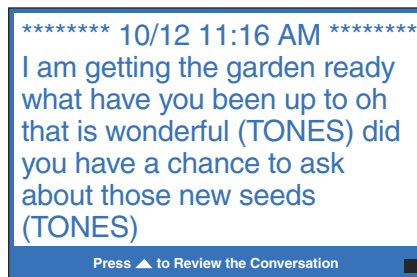 ******** 10/12 11:16 AM ********
I am getting the garden ready
what have you been up to oh
that is wonderful (TONES) did
you have a chance to ask
about those new seeds
(TONES)
Press ▲ to Review the Conversation